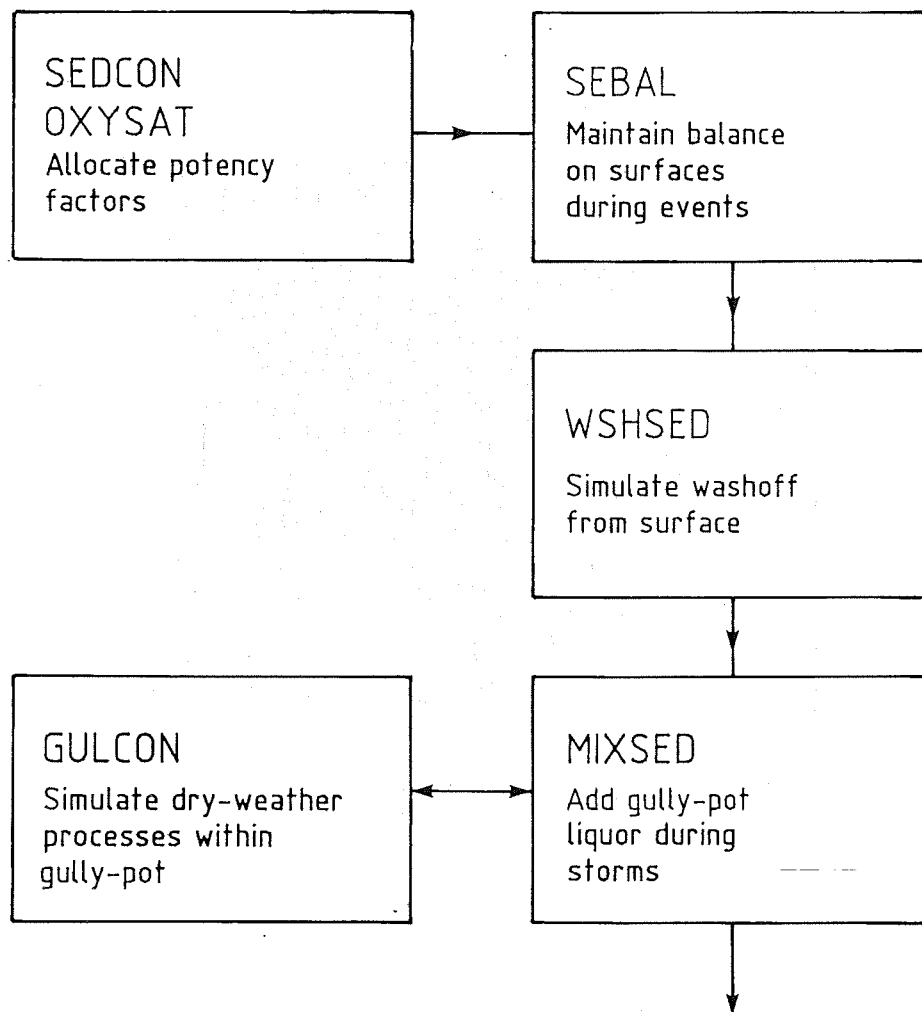 SEDCON
OXYSAT
Allocate potency
factors
SEBAL
Maintain balance
on surfaces
during events
WSHSED
Simulate washoff
from surface
GULCON
Simulate dry-weather
processes within
gully-pot
MIXSED
Add gully-pot
liquor during
storms